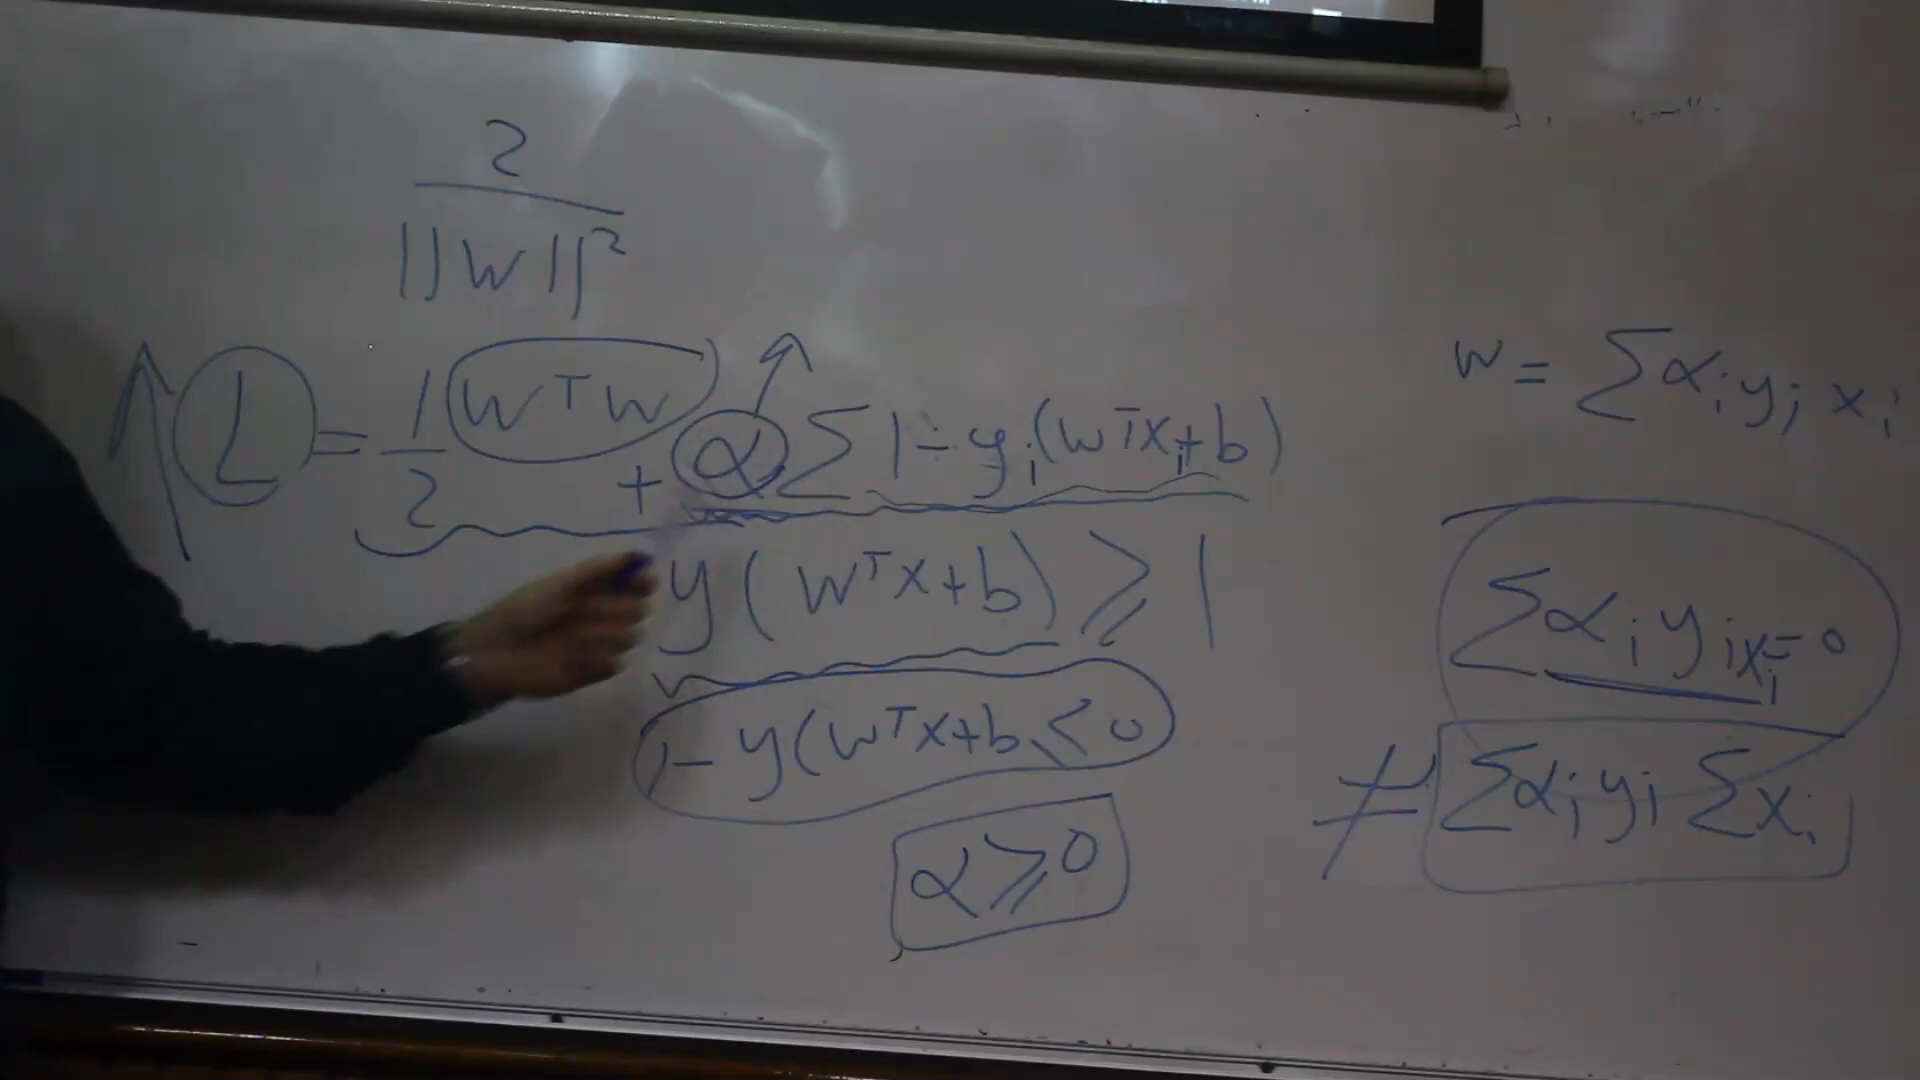 2
||w||²
L = 1/2 wᵀw + α Σ 1 - yᵢ(wᵀxᵢ + b)
y(wᵀx+b) ≥ 1
1 - y(wᵀx+b ≤ 0
α ≥ 0
w = Σ αᵢ yᵢ xᵢ
Σ αᵢ yᵢ xᵢ = 0
≠ Σ αᵢ yᵢ Σ xᵢ